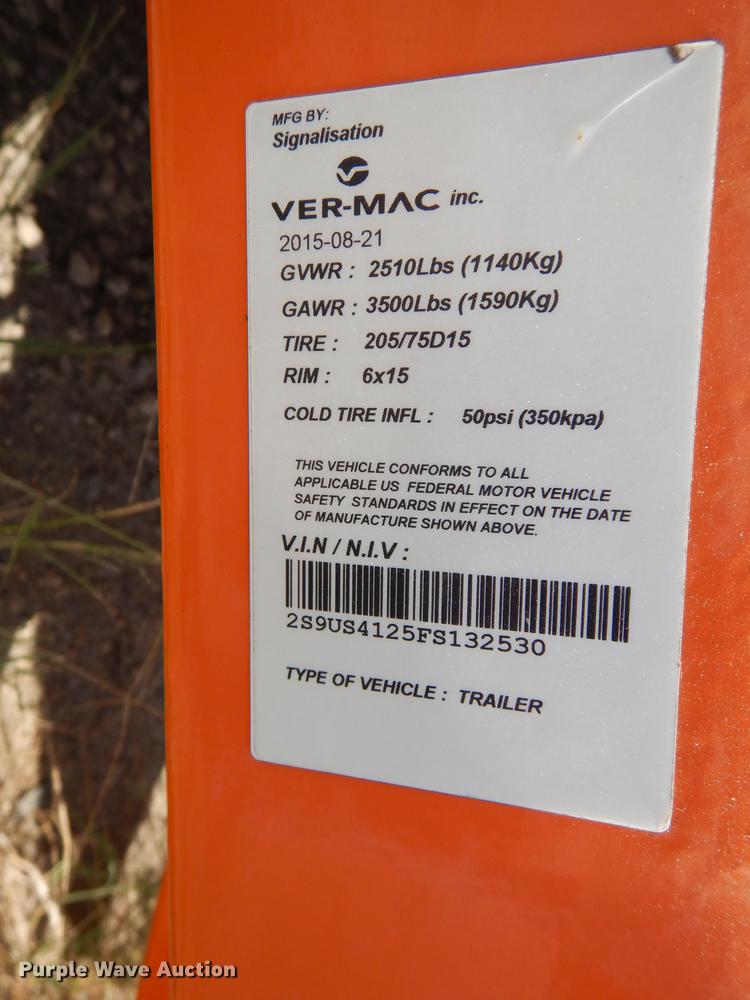 MFG BY:
Signalisation
VER-MAC inc.
2015-08-21
GVWR : 2510Lbs (1140Kg)
GAWR : 3500Lbs (1590Kg)
TIRE : 205/75D15
RIM : 6x15
COLD TIRE INFL : 50psi (350kpa)
THIS VEHICLE CONFORMS TO ALL
APPLICABLE US FEDERAL MOTOR VEHICLE
SAFETY STANDARDS IN EFFECT ON THE DATE
OF MANUFACTURE SHOWN ABOVE.
V.I.N / N.I.V :
2S9US4125FS132530
TYPE OF VEHICLE : TRAILER
Purple Wave Auction